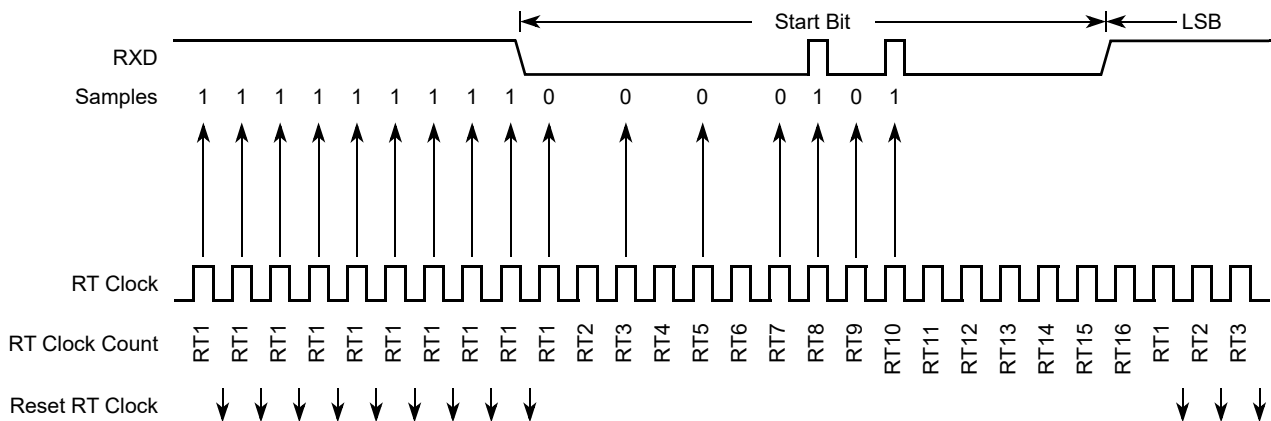 Start Bit LSB
RXD
Samples 1 1 1 1 1 1 1 1 1 0 0 0 0 1 0 1
RT Clock
RT Clock Count RT1 RT1 RT1 RT1 RT1 RT1 RT1 RT1 RT1 RT1 RT2 RT3 RT4 RT5 RT6 RT7 RT8 RT9 RT10 RT11 RT12 RT13 RT14 RT15 RT16 RT1 RT2 RT3
Reset RT Clock